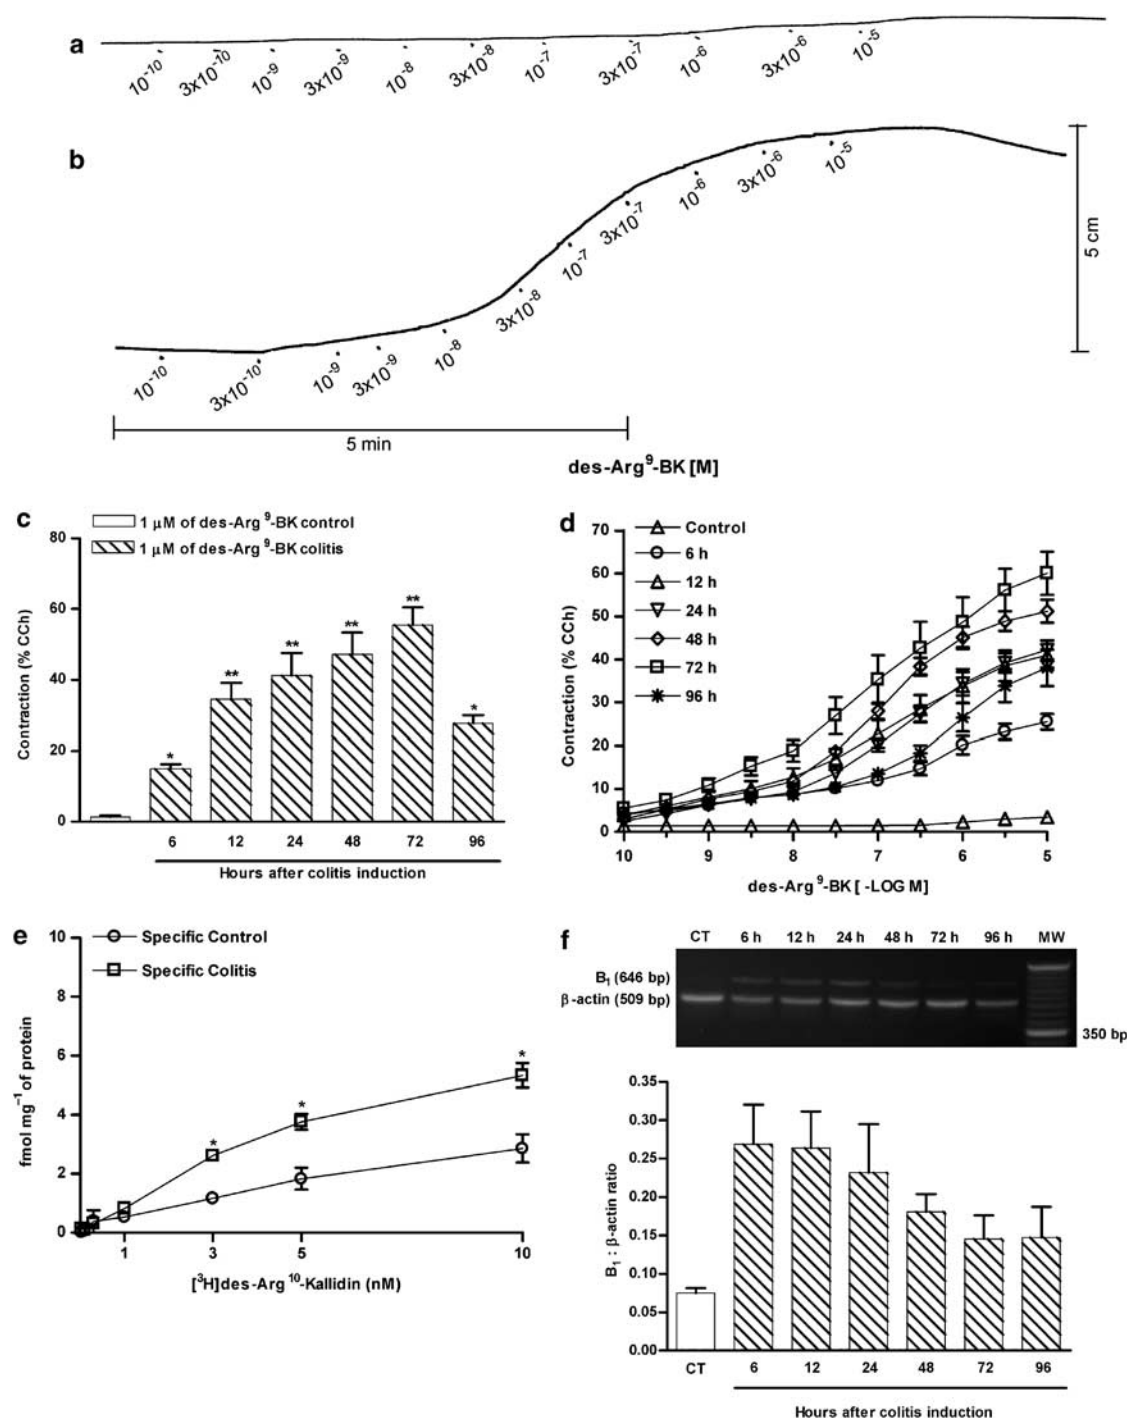 a
10⁻¹⁰ 3x10⁻¹⁰ 10⁻⁹ 3x10⁻⁹ 10⁻⁸ 3x10⁻⁸ 10⁻⁷ 3x10⁻⁷ 10⁻⁶ 3x10⁻⁶ 10⁻⁵
b
10⁻¹⁰ 3x10⁻¹⁰ 10⁻⁹ 3x10⁻⁹ 10⁻⁸ 3x10⁻⁸ 10⁻⁷ 3x10⁻⁷ 10⁻⁶ 3x10⁻⁶ 10⁻⁵
5 cm
5 min
des-Arg⁹-BK [M]
c
1 μM of des-Arg⁹-BK control
1 μM of des-Arg⁹-BK colitis
Contraction (% CCh)
80
60
40
20
0
* ** ** ** ** *
6 12 24 48 72 96
Hours after colitis induction
d
Control
6 h
12 h
24 h
48 h
72 h
96 h
Contraction (% CCh)
70
60
50
40
30
20
10
0
10 9 8 7 6 5
des-Arg⁹-BK [ -LOG M]
e
Specific Control
Specific Colitis
fmol mg⁻¹ of protein
10
8
6
4
2
0
* * *
1 3 5 10
[³H]des-Arg¹⁰-Kallidin (nM)
f
CT 6 h 12 h 24 h 48 h 72 h 96 h MW
B₁ (646 bp)
β-actin (509 bp)
350 bp
B₁ : β-actin ratio
0.35
0.30
0.25
0.20
0.15
0.10
0.05
0.00
CT 6 12 24 48 72 96
Hours after colitis induction